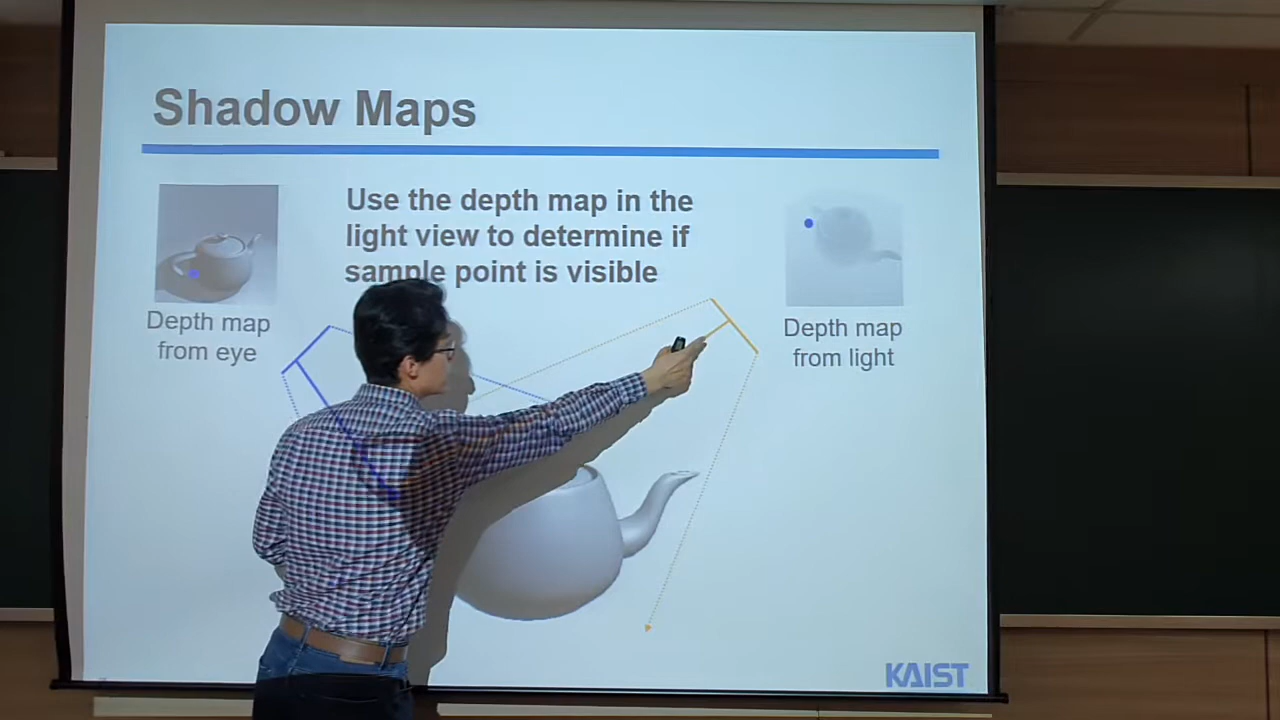 Shadow Maps
Use the depth map in the
light view to determine if
sample point is visible
Depth map
from eye
Depth map
from light
KAIST